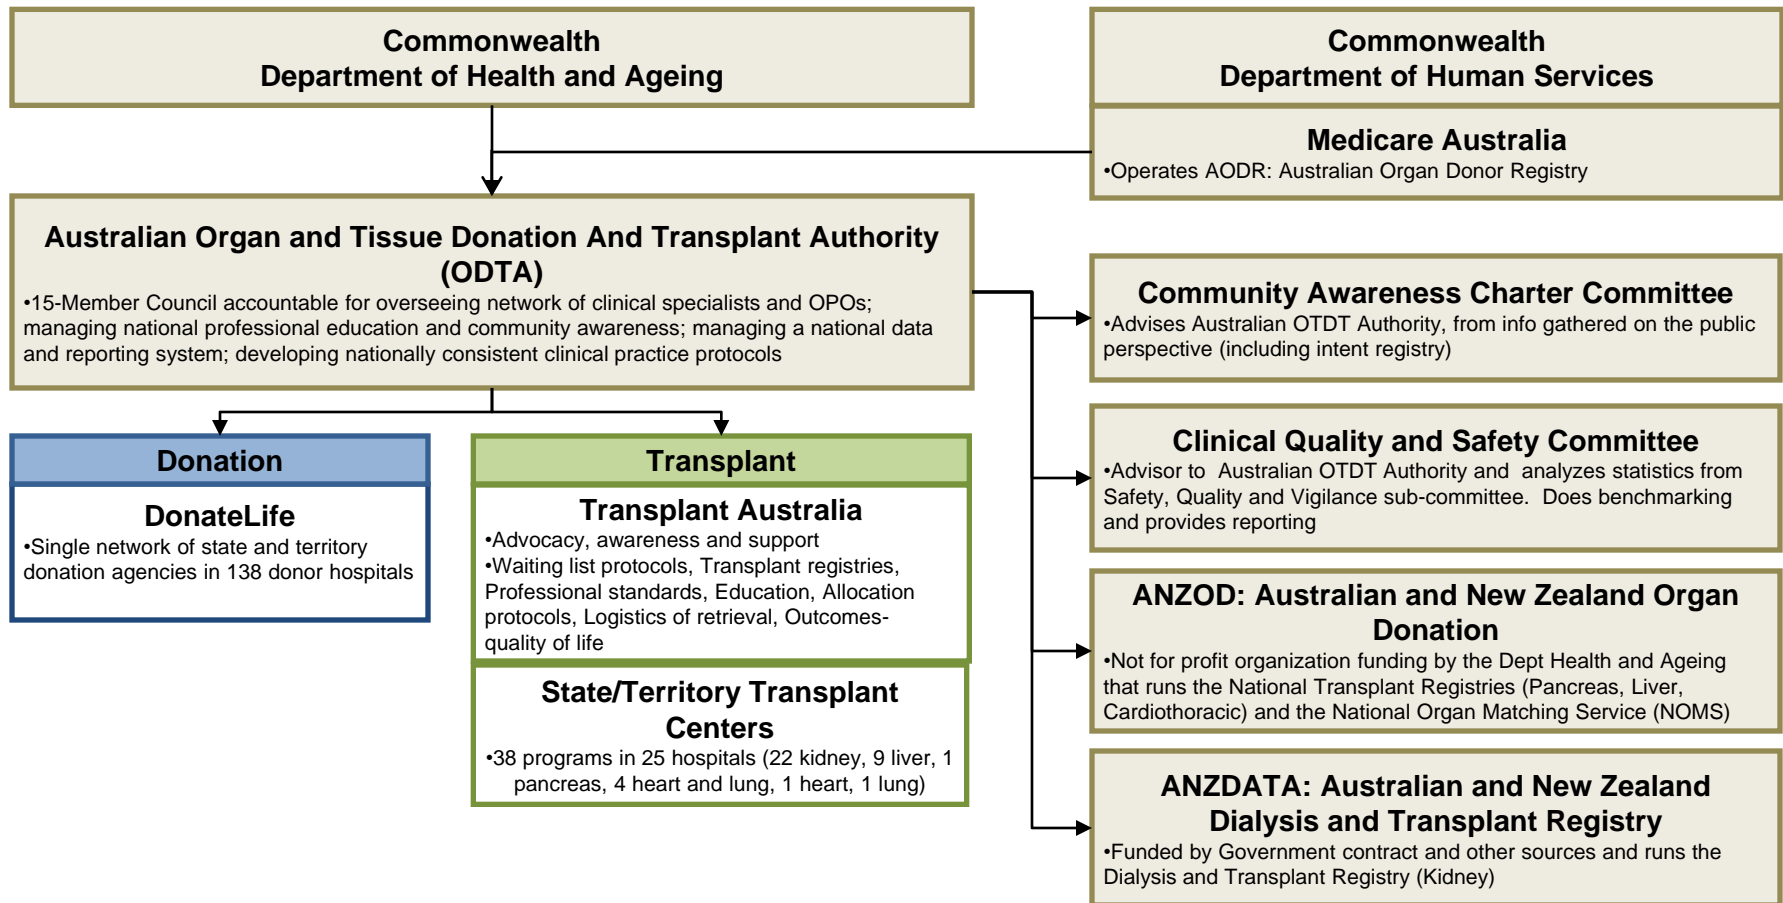 Commonwealth
Department of Health and Ageing
Commonwealth
Department of Human Services
Medicare Australia
•Operates AODR: Australian Organ Donor Registry
Australian Organ and Tissue Donation And Transplant Authority
(ODTA)
•15-Member Council accountable for overseeing network of clinical specialists and OPOs;
managing national professional education and community awareness; managing a national data
and reporting system; developing nationally consistent clinical practice protocols
Community Awareness Charter Committee
•Advises Australian OTDT Authority, from info gathered on the public
perspective (including intent registry)
Donation
DonateLife
•Single network of state and territory
donation agencies in 138 donor hospitals
Transplant
Transplant Australia
•Advocacy, awareness and support
•Waiting list protocols, Transplant registries,
Professional standards, Education, Allocation
protocols, Logistics of retrieval, Outcomes-
quality of life
State/Territory Transplant
Centers
•38 programs in 25 hospitals (22 kidney, 9 liver, 1
pancreas, 4 heart and lung, 1 heart, 1 lung)
Clinical Quality and Safety Committee
•Advisor to  Australian OTDT Authority and  analyzes statistics from
Safety, Quality and Vigilance sub-committee.  Does benchmarking
and provides reporting
ANZOD: Australian and New Zealand Organ
Donation
•Not for profit organization funding by the Dept Health and Ageing
that runs the National Transplant Registries (Pancreas, Liver,
Cardiothoracic) and the National Organ Matching Service (NOMS)
ANZDATA: Australian and New Zealand
Dialysis and Transplant Registry
•Funded by Government contract and other sources and runs the
Dialysis and Transplant Registry (Kidney)